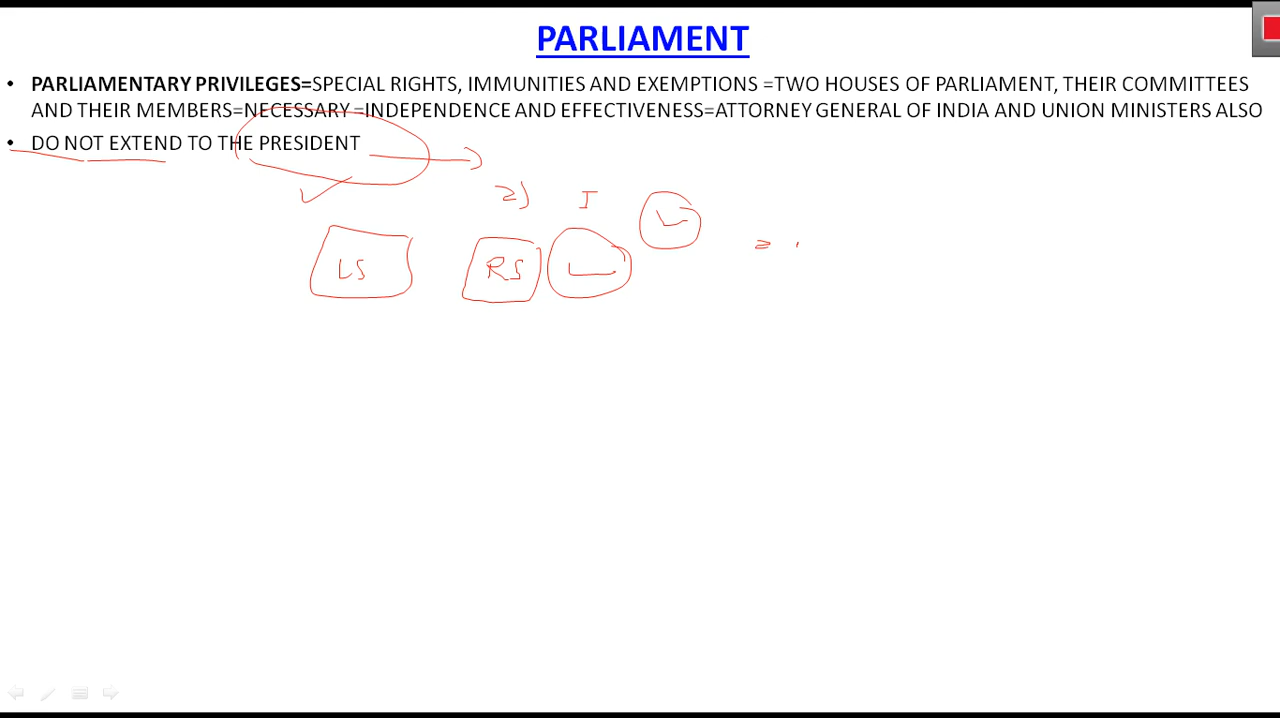 PARLIAMENT
• PARLIAMENTARY PRIVILEGES=SPECIAL RIGHTS, IMMUNITIES AND EXEMPTIONS =TWO HOUSES OF PARLIAMENT, THEIR COMMITTEES
AND THEIR MEMBERS=NECESSARY =INDEPENDENCE AND EFFECTIVENESS=ATTORNEY GENERAL OF INDIA AND UNION MINISTERS ALSO
• DO NOT EXTEND TO THE PRESIDENT
2) I
LS RS